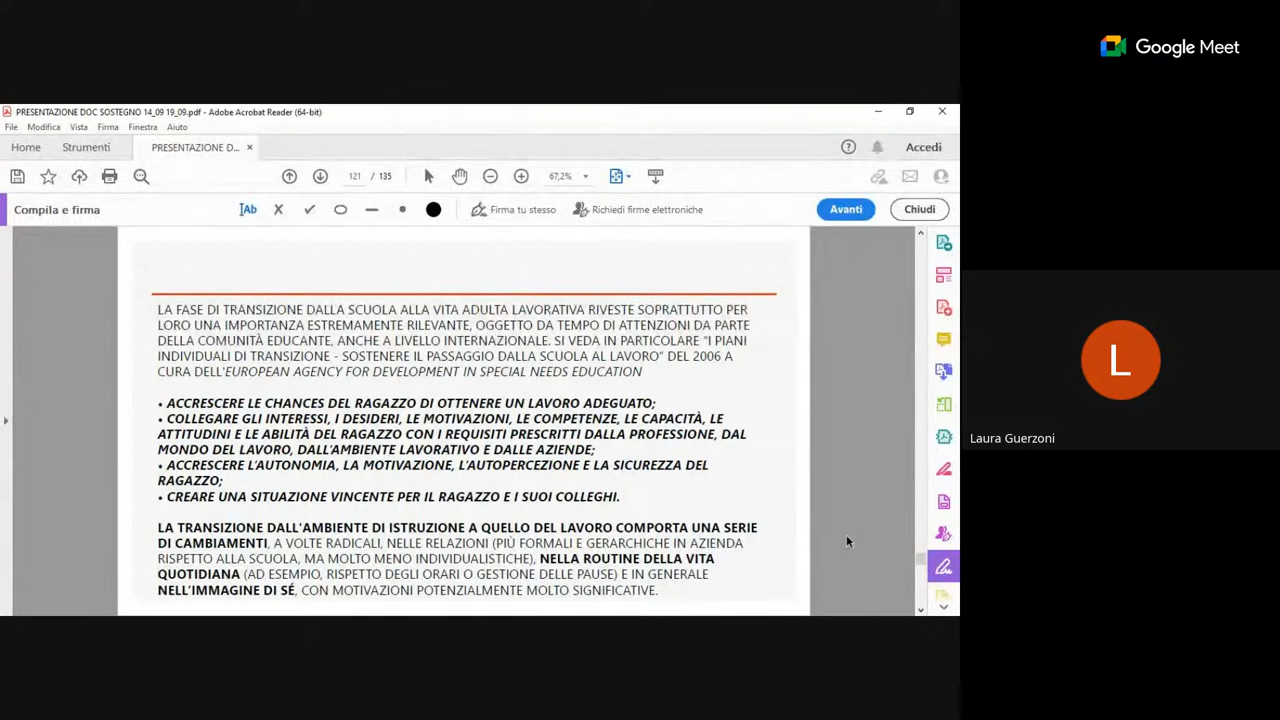 Google Meet
PRESENTAZIONE DOC SOSTEGNO 14_09 19_09.pdf - Adobe Acrobat Reader (64-bit)
File Modifica Vista Firma Finestra Aiuto
Home Strumenti PRESENTAZIONE D... × Accedi
121 / 135 67,2%
Compila e firma Ab Firma tu stesso Richiedi firme elettroniche Avanti Chiudi
LA FASE DI TRANSIZIONE DALLA SCUOLA ALLA VITA ADULTA LAVORATIVA RIVESTE SOPRATTUTTO PER
LORO UNA IMPORTANZA ESTREMAMENTE RILEVANTE, OGGETTO DA TEMPO DI ATTENZIONI DA PARTE
DELLA COMUNITÀ EDUCANTE, ANCHE A LIVELLO INTERNAZIONALE. SI VEDA IN PARTICOLARE "I PIANI
INDIVIDUALI DI TRANSIZIONE - SOSTENERE IL PASSAGGIO DALLA SCUOLA AL LAVORO" DEL 2006 A
CURA DELL'EUROPEAN AGENCY FOR DEVELOPMENT IN SPECIAL NEEDS EDUCATION
• ACCRESCERE LE CHANCES DEL RAGAZZO DI OTTENERE UN LAVORO ADEGUATO;
• COLLEGARE GLI INTERESSI, I DESIDERI, LE MOTIVAZIONI, LE COMPETENZE, LE CAPACITÀ, LE
ATTITUDINI E LE ABILITÀ DEL RAGAZZO CON I REQUISITI PRESCRITTI DALLA PROFESSIONE, DAL
MONDO DEL LAVORO, DALL'AMBIENTE LAVORATIVO E DALLE AZIENDE;
• ACCRESCERE L'AUTONOMIA, LA MOTIVAZIONE, L'AUTOPERCEZIONE E LA SICUREZZA DEL
RAGAZZO;
• CREARE UNA SITUAZIONE VINCENTE PER IL RAGAZZO E I SUOI COLLEGHI.
LA TRANSIZIONE DALL'AMBIENTE DI ISTRUZIONE A QUELLO DEL LAVORO COMPORTA UNA SERIE
DI CAMBIAMENTI, A VOLTE RADICALI, NELLE RELAZIONI (PIÙ FORMALI E GERARCHICHE IN AZIENDA
RISPETTO ALLA SCUOLA, MA MOLTO MENO INDIVIDUALISTICHE), NELLA ROUTINE DELLA VITA
QUOTIDIANA (AD ESEMPIO, RISPETTO DEGLI ORARI O GESTIONE DELLE PAUSE) E IN GENERALE
NELL'IMMAGINE DI SÉ, CON MOTIVAZIONI POTENZIALMENTE MOLTO SIGNIFICATIVE.
L
Laura Guerzoni